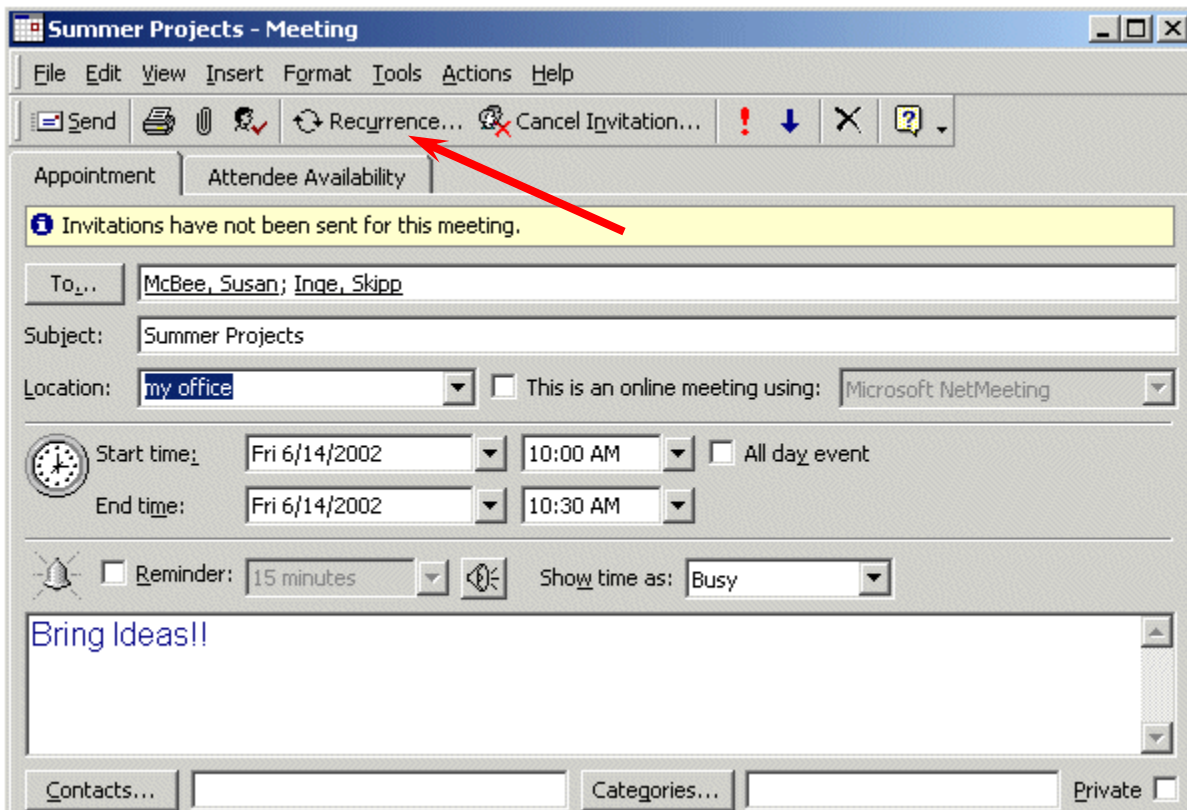 Summer Projects - Meeting
File Edit View Insert Format Tools Actions Help
Send Recurrence... Cancel Invitation...
Appointment Attendee Availability
Invitations have not been sent for this meeting.
To... McBee, Susan; Inge, Skipp
Subject: Summer Projects
Location: my office This is an online meeting using: Microsoft NetMeeting
Start time: Fri 6/14/2002 10:00 AM All day event
End time: Fri 6/14/2002 10:30 AM
Reminder: 15 minutes Show time as: Busy
Bring Ideas!!
Contacts... Categories... Private